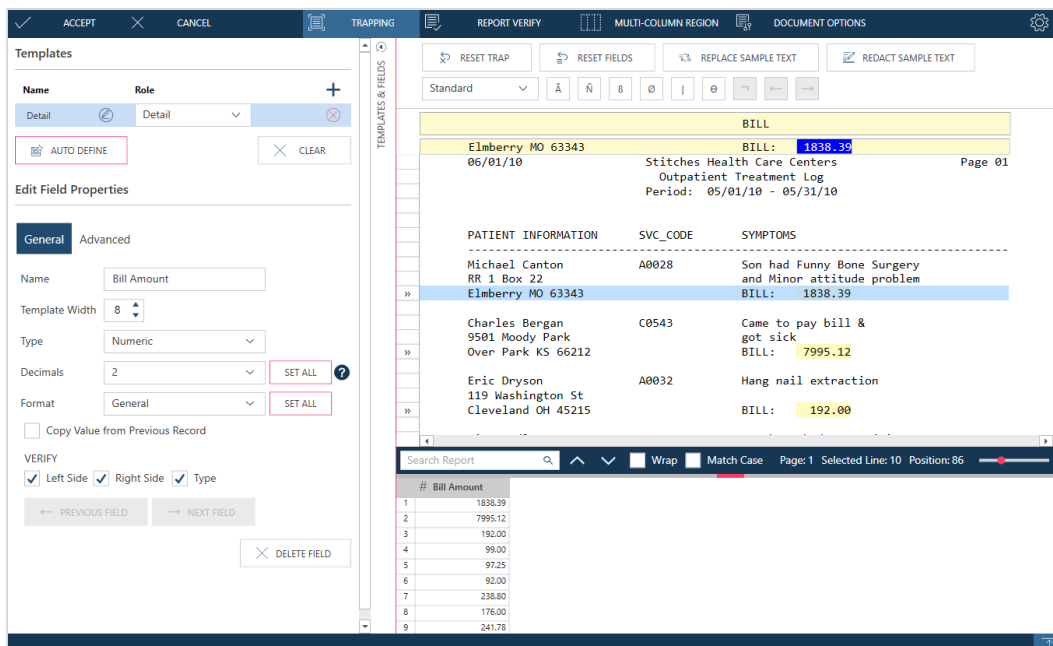 ACCEPT CANCEL TRAPPING REPORT VERIFY MULTI-COLUMN REGION DOCUMENT OPTIONS
Templates
Name Role
Detail Detail
AUTO DEFINE CLEAR
Edit Field Properties
General Advanced
Name Bill Amount
Template Width 8
Type Numeric
Decimals 2 SET ALL ?
Format General SET ALL
Copy Value from Previous Record
VERIFY
Left Side Right Side Type
← PREVIOUS FIELD → NEXT FIELD
DELETE FIELD
TEMPLATES & FIELDS
RESET TRAP RESET FIELDS REPLACE SAMPLE TEXT REDACT SAMPLE TEXT
Standard Ã Ñ ß Ø | ɵ ¬ ← →
BILL
Elmberry MO 63343 BILL: 1838.39
06/01/10 Stitches Health Care Centers Page 01
Outpatient Treatment Log
Period: 05/01/10 - 05/31/10
PATIENT INFORMATION SVC_CODE SYMPTOMS
Michael Canton A0028 Son had Funny Bone Surgery
RR 1 Box 22 and Minor attitude problem
» Elmberry MO 63343 BILL: 1838.39
Charles Bergan C0543 Came to pay bill &
9501 Moody Park got sick
» Over Park KS 66212 BILL: 7995.12
Eric Dryson A0032 Hang nail extraction
119 Washington St
» Cleveland OH 45215 BILL: 192.00
Search Report Wrap Match Case Page: 1 Selected Line: 10 Position: 86
# Bill Amount
1 1838.39
2 7995.12
3 192.00
4 99.00
5 97.25
6 92.00
7 238.80
8 176.00
9 241.78